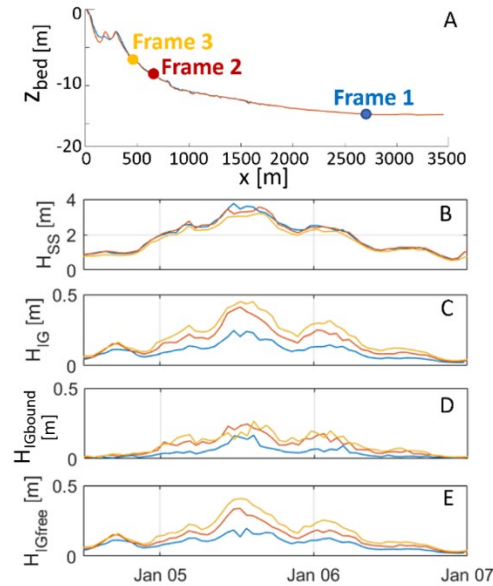 A
0
-10
-20
Z_bed [m]
Frame 3
Frame 2
Frame 1
0 500 1000 1500 2000 2500 3000 3500
x [m]
B
4
2
0
H_SS [m]
C
0.5
0
H_IG [m]
D
0.5
0
H_IGbound [m]
E
0.5
0
H_IGfree [m]
Jan 05 Jan 06 Jan 07